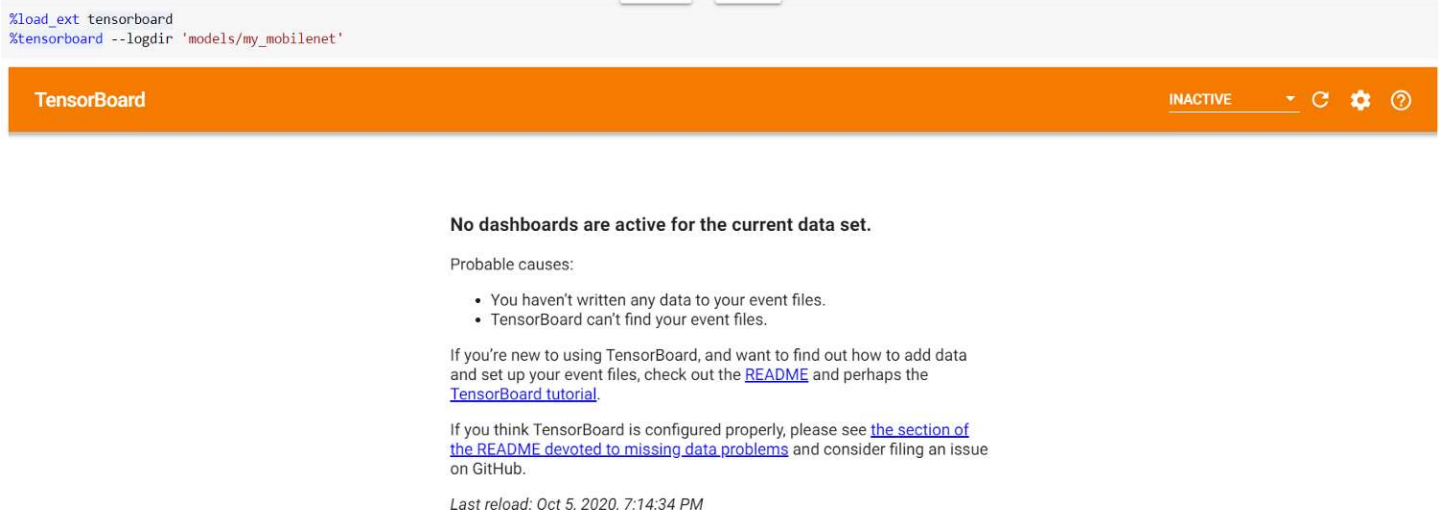 %load_ext tensorboard
%tensorboard --logdir 'models/my_mobilenet'
TensorBoard
INACTIVE
No dashboards are active for the current data set.
Probable causes:
• You haven't written any data to your event files.
• TensorBoard can't find your event files.
If you're new to using TensorBoard, and want to find out how to add data
and set up your event files, check out the README and perhaps the
TensorBoard tutorial.
If you think TensorBoard is configured properly, please see the section of
the README devoted to missing data problems and consider filing an issue
on GitHub.
Last reload: Oct 5, 2020, 7:14:34 PM